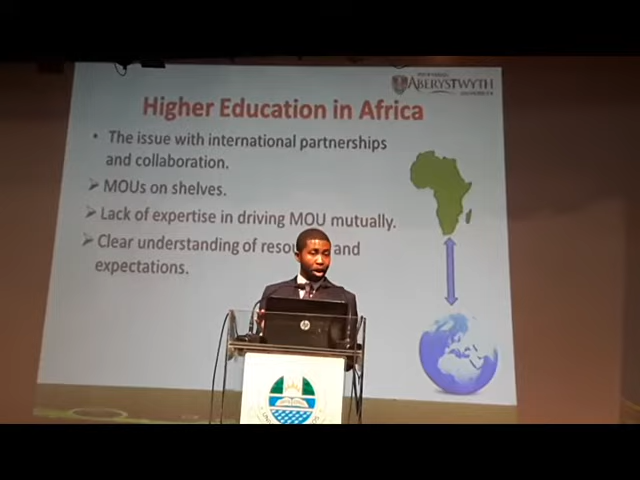 ABERYSTWYTH
Higher Education in Africa
• The issue with international partnerships
and collaboration.
➢ MOUs on shelves.
➢ Lack of expertise in driving MOU mutually.
➢ Clear understanding of and
expectations.
hp